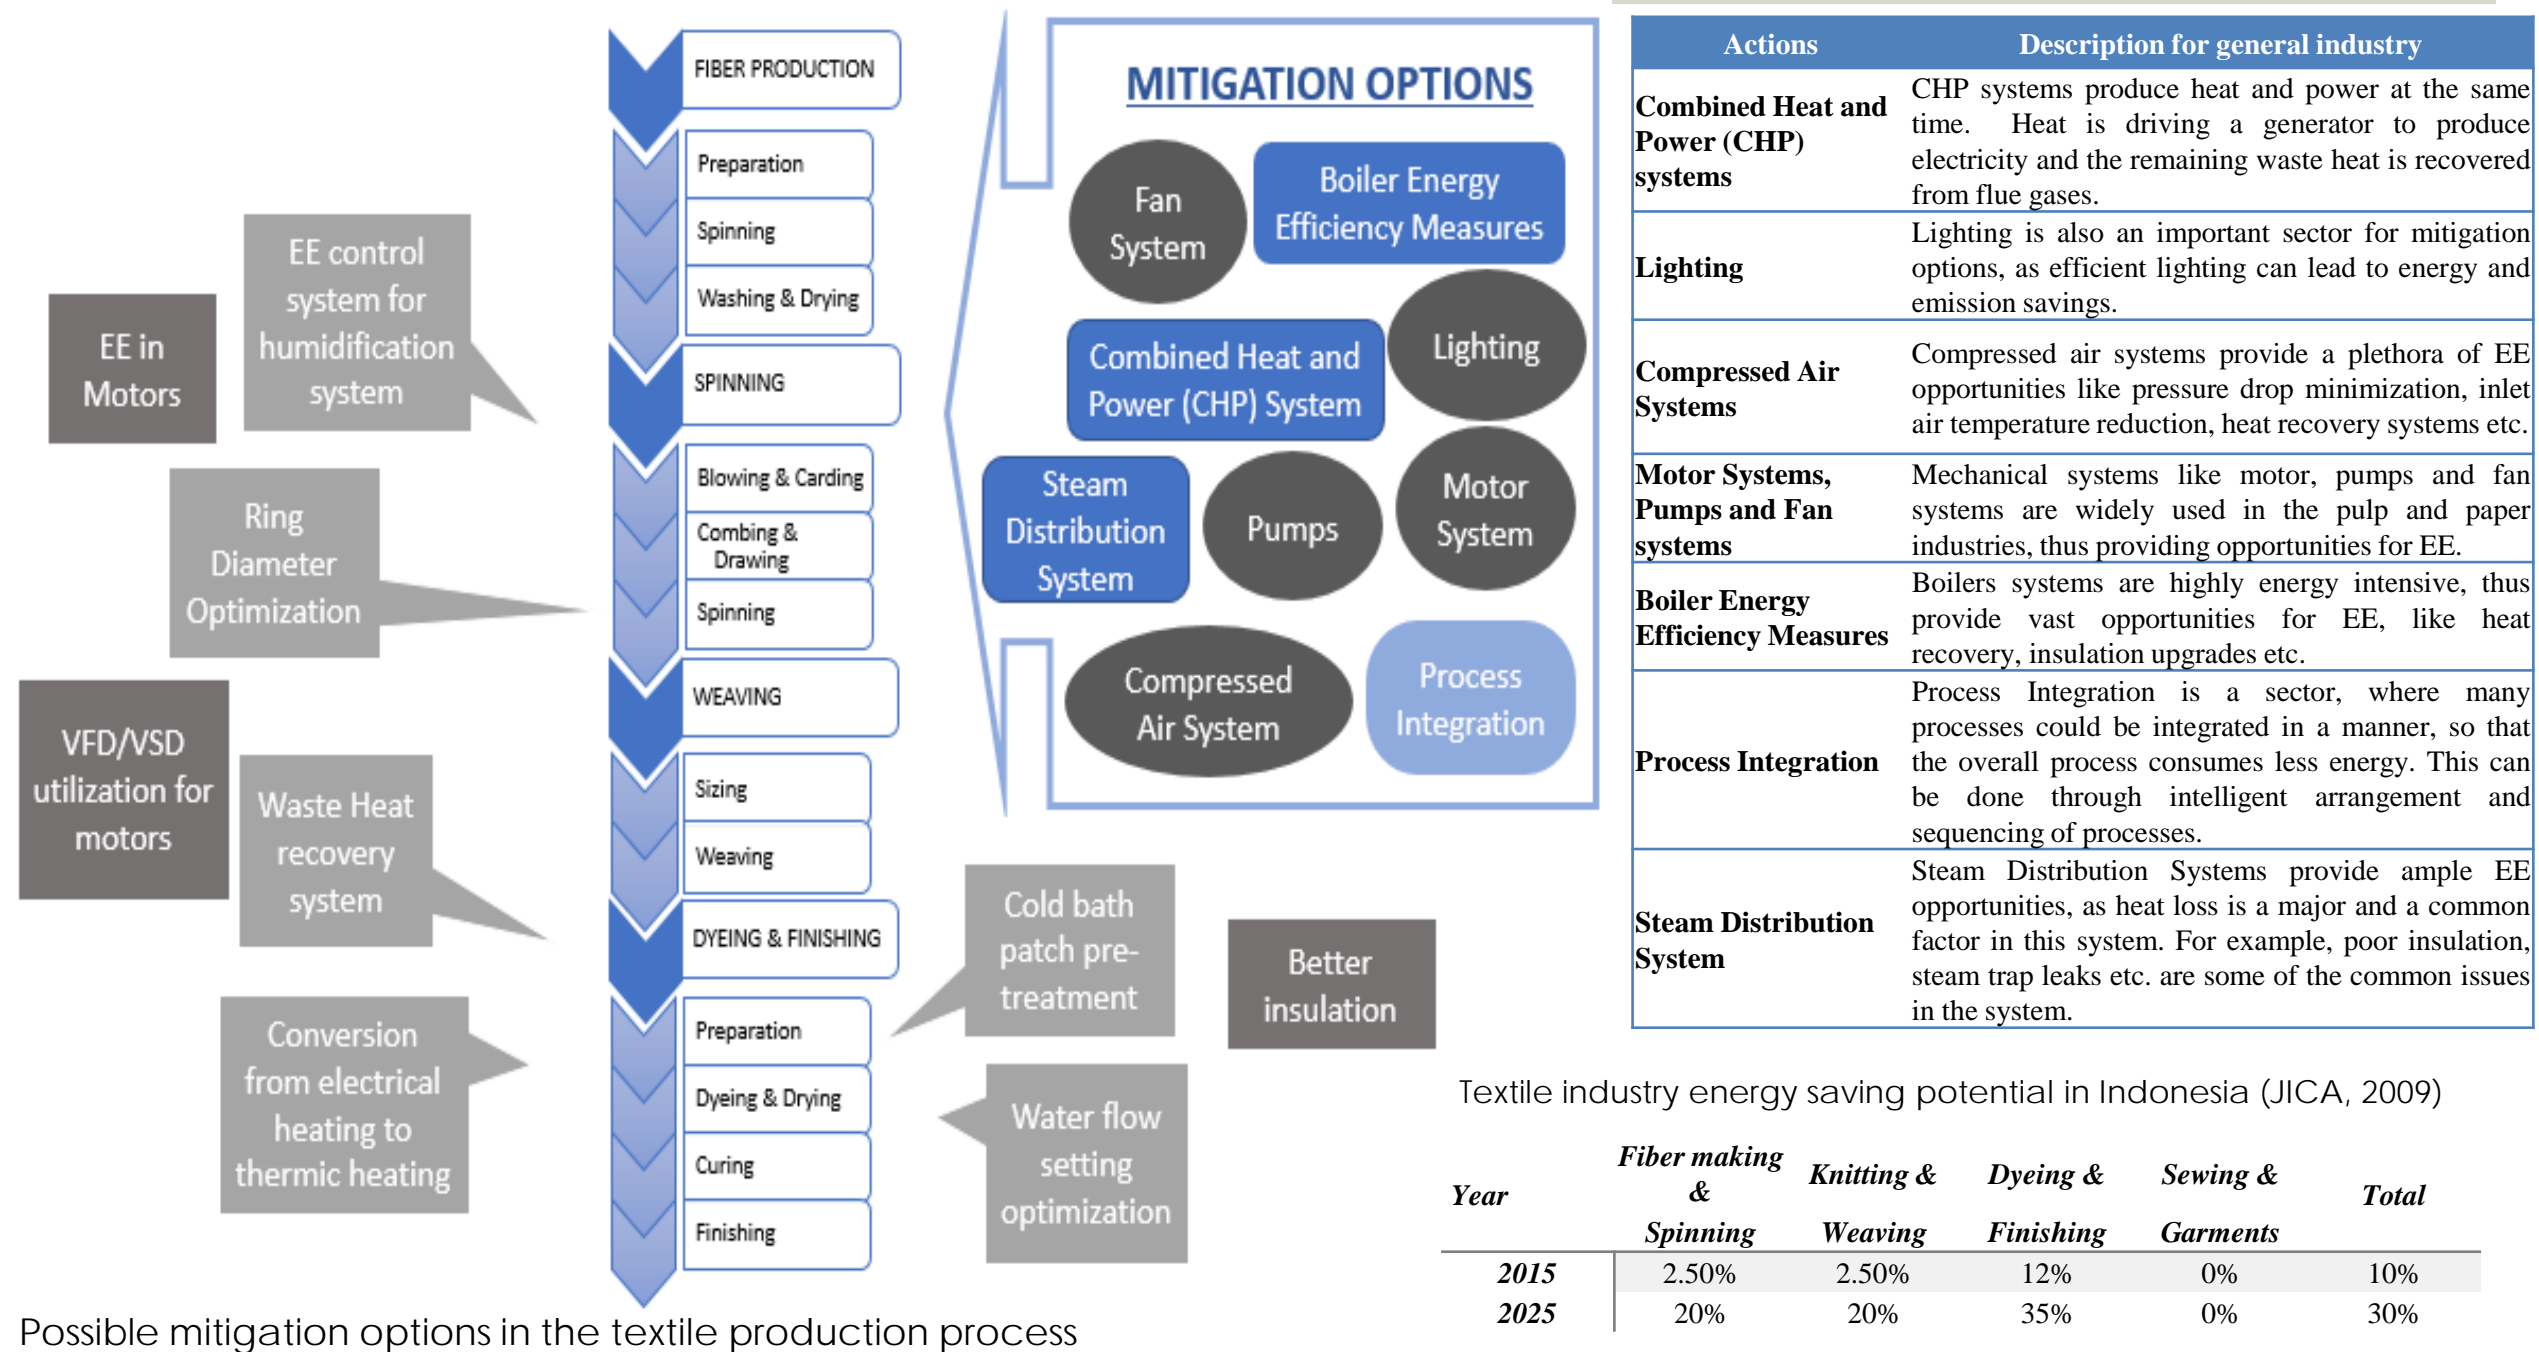 FIBER PRODUCTION
Preparation
Spinning
Washing & Drying
SPINNING
Blowing & Carding
Combing &
Drawing
Spinning
WEAVING
Sizing
Weaving
DYEING & FINISHING
Preparation
Dyeing & Drying
Curing
Finishing
EE in
Motors
EE control
system for
humidification
system
Ring
Diameter
Optimization
VFD/VSD
utilization for
motors
Waste Heat
recovery
system
Conversion
from electrical
heating to
thermic heating
Cold bath
patch pre-
treatment
Better
insulation
Water flow
setting
optimization
MITIGATION OPTIONS
Fan
System
Boiler Energy
Efficiency Measures
Combined Heat and
Power (CHP) System
Lighting
Steam
Distribution
System
Pumps
Motor
System
Compressed
Air System
Process
Integration
Possible mitigation options in the textile production process
Actions Description for general industry
Combined Heat and
Power (CHP)
systems
CHP systems produce heat and power at the same
time. Heat is driving a generator to produce
electricity and the remaining waste heat is recovered
from flue gases.
Lighting
Lighting is also an important sector for mitigation
options, as efficient lighting can lead to energy and
emission savings.
Compressed Air
Systems
Compressed air systems provide a plethora of EE
opportunities like pressure drop minimization, inlet
air temperature reduction, heat recovery systems etc.
Motor Systems,
Pumps and Fan
systems
Mechanical systems like motor, pumps and fan
systems are widely used in the pulp and paper
industries, thus providing opportunities for EE.
Boiler Energy
Efficiency Measures
Boilers systems are highly energy intensive, thus
provide vast opportunities for EE, like heat
recovery, insulation upgrades etc.
Process Integration
Process Integration is a sector, where many
processes could be integrated in a manner, so that
the overall process consumes less energy. This can
be done through intelligent arrangement and
sequencing of processes.
Steam Distribution
System
Steam Distribution Systems provide ample EE
opportunities, as heat loss is a major and a common
factor in this system. For example, poor insulation,
steam trap leaks etc. are some of the common issues
in the system.
Textile industry energy saving potential in Indonesia (JICA, 2009)
Year Fiber making & Spinning Knitting & Weaving Dyeing & Finishing Sewing & Garments Total
2015 2.50% 2.50% 12% 0% 10%
2025 20% 20% 35% 0% 30%